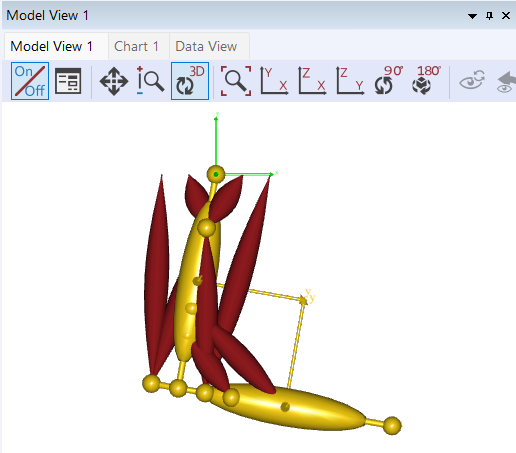 Model View 1
Model View 1
Chart 1
Data View
On
Off
3D
Y
X
Z
X
Z
Y
90°
180°
y